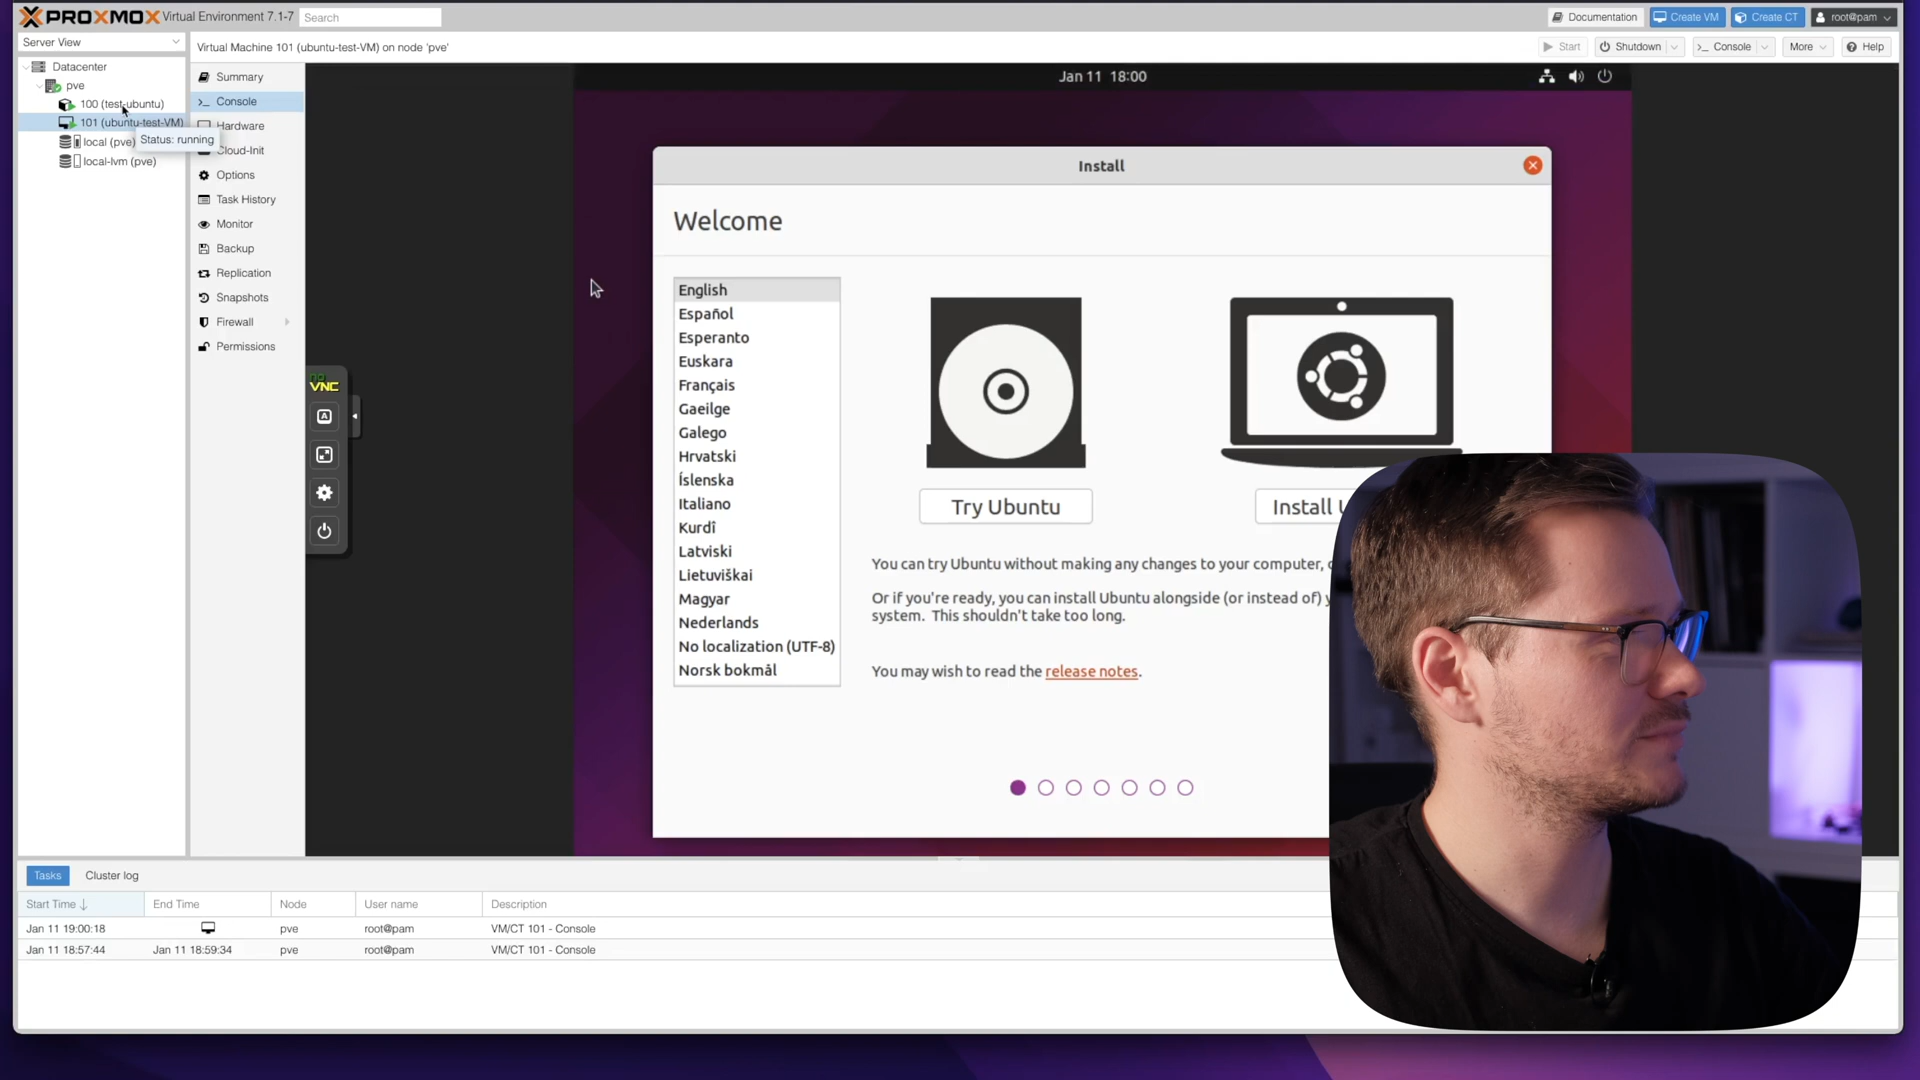 PROXMOX Virtual Environment 7.1-7
Search
Documentation
Create VM
Create CT
root@pam
Server View
Virtual Machine 101 (ubuntu-test-VM) on node 'pve'
Start
Shutdown
Console
More
Help
Datacenter
pve
100 (test-ubuntu)
101 (ubuntu-test-VM)
local (pve)
local-lvm (pve)
Status: running
Summary
Console
Hardware
Cloud-Init
Options
Task History
Monitor
Backup
Replication
Snapshots
Firewall
Permissions
noVNC
Jan 11 18:00
Install
Welcome
English
Español
Esperanto
Euskara
Français
Gaeilge
Galego
Hrvatski
Íslenska
Italiano
Kurdî
Latviski
Lietuviškai
Magyar
Nederlands
No localization (UTF-8)
Norsk bokmål
Try Ubuntu
Install
You can try Ubuntu without making any changes to your computer,
Or if you're ready, you can install Ubuntu alongside (or instead of)
system. This shouldn't take too long.
You may wish to read the release notes.
Tasks
Cluster log
Start Time
End Time
Node
User name
Description
Jan 11 19:00:18 pve root@pam VM/CT 101 - Console
Jan 11 18:57:44 Jan 11 18:59:34 pve root@pam VM/CT 101 - Console